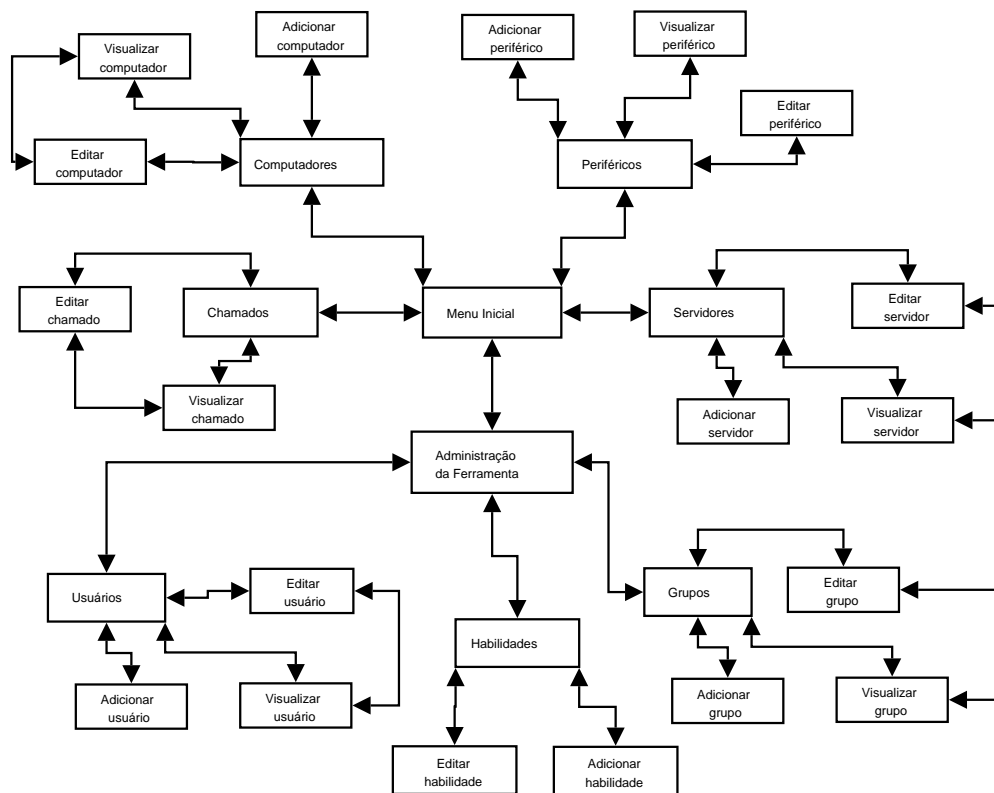 Adicionar
computador
Visualizar
computador
Editar
computador
Computadores
Adicionar
periférico
Visualizar
periférico
Editar
periférico
Periféricos
Editar
chamado
Chamados
Visualizar
chamado
Menu Inicial
Servidores
Editar
servidor
Adicionar
servidor
Visualizar
servidor
Administração
da Ferramenta
Usuários
Editar
usuário
Adicionar
usuário
Visualizar
usuário
Habilidades
Editar
habilidade
Adicionar
habilidade
Grupos
Editar
grupo
Adicionar
grupo
Visualizar
grupo